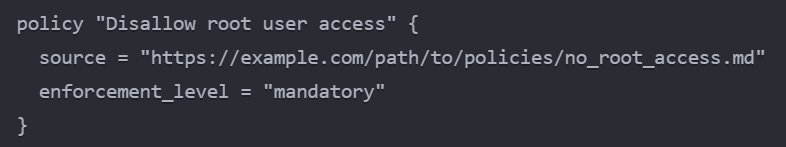 policy "Disallow root user access" {
  source = "https://example.com/path/to/policies/no_root_access.md"
  enforcement_level = "mandatory"
}